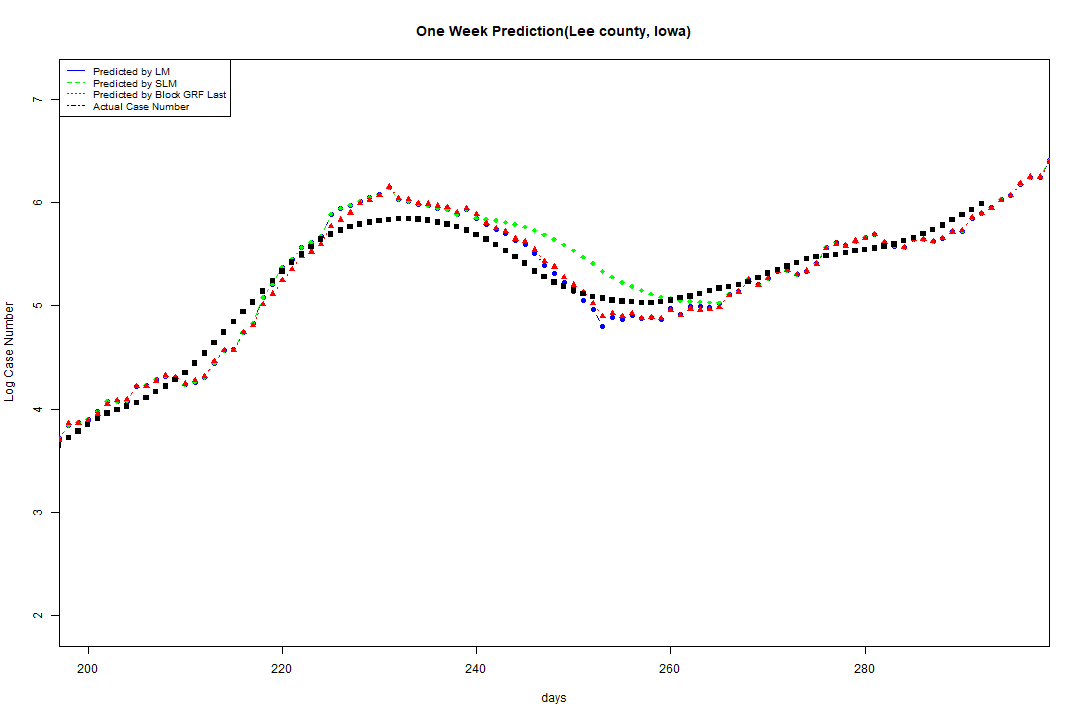 One Week Prediction(Lee county, Iowa)
Predicted by LM
Predicted by SLM
Predicted by Block GRF Last
Actual Case Number
7
6
5
4
3
2
Log Case Number
200 220 240 260 280
days